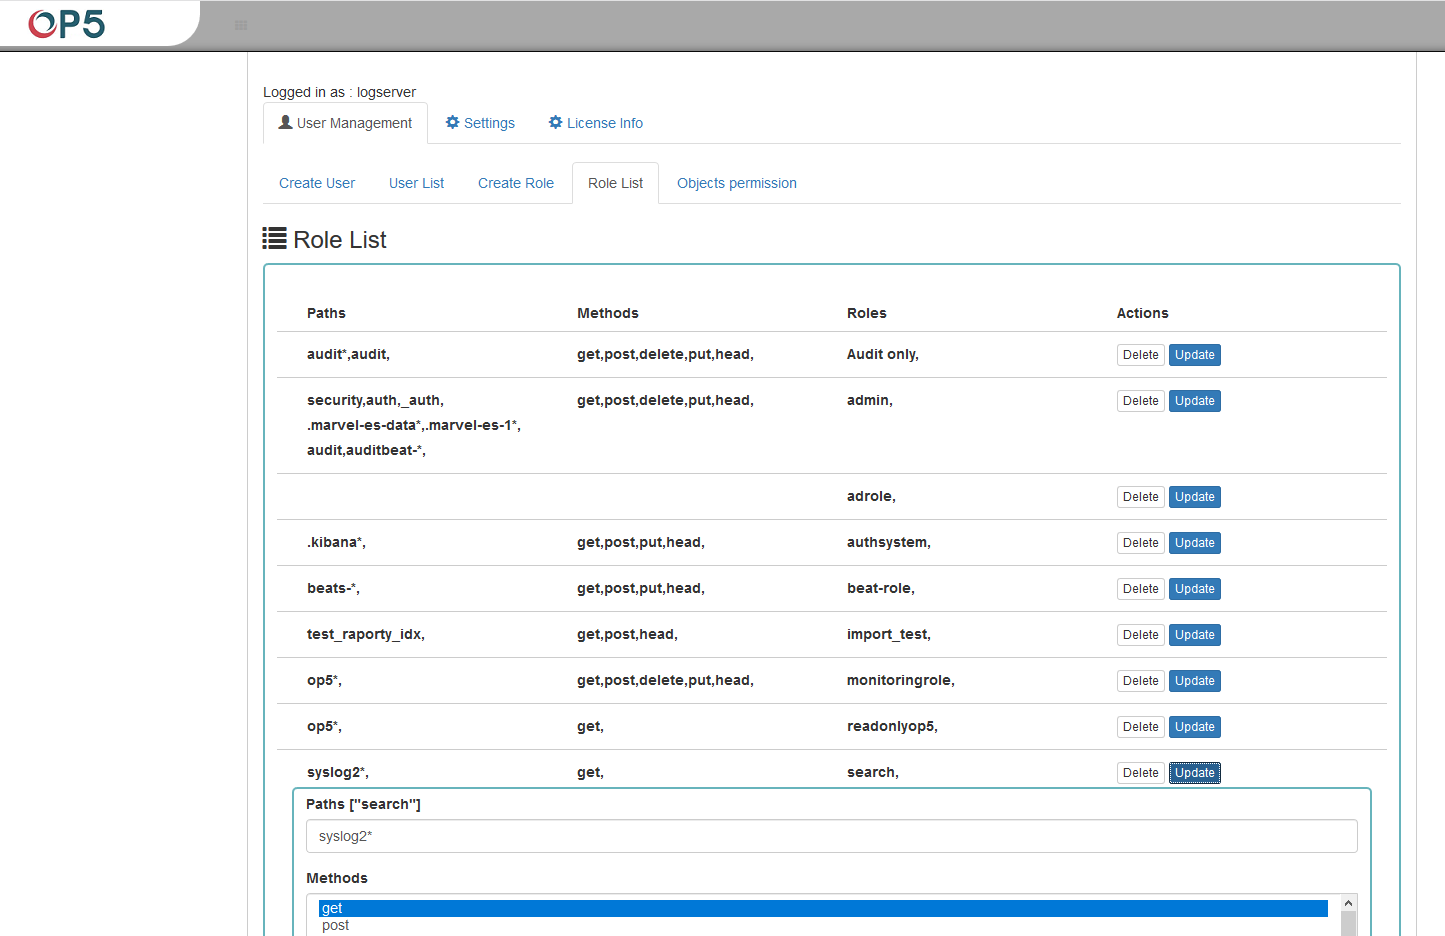 OP5
Logged in as : logserver
User Management Settings License Info
Create User User List Create Role Role List Objects permission
Role List
Paths Methods Roles Actions
audit*,audit, get,post,delete,put,head, Audit only, Delete Update
security,auth,_auth, get,post,delete,put,head, admin, Delete Update
.marvel-es-data*,.marvel-es-1*,
audit,auditbeat-*,
adrole, Delete Update
.kibana*, get,post,put,head, authsystem, Delete Update
beats-*, get,post,put,head, beat-role, Delete Update
test_raporty_idx, get,post,head, import_test, Delete Update
op5*, get,post,delete,put,head, monitoringrole, Delete Update
op5*, get, readonlyop5, Delete Update
syslog2*, get, search, Delete Update
Paths ["search"]
syslog2*
Methods
get
post